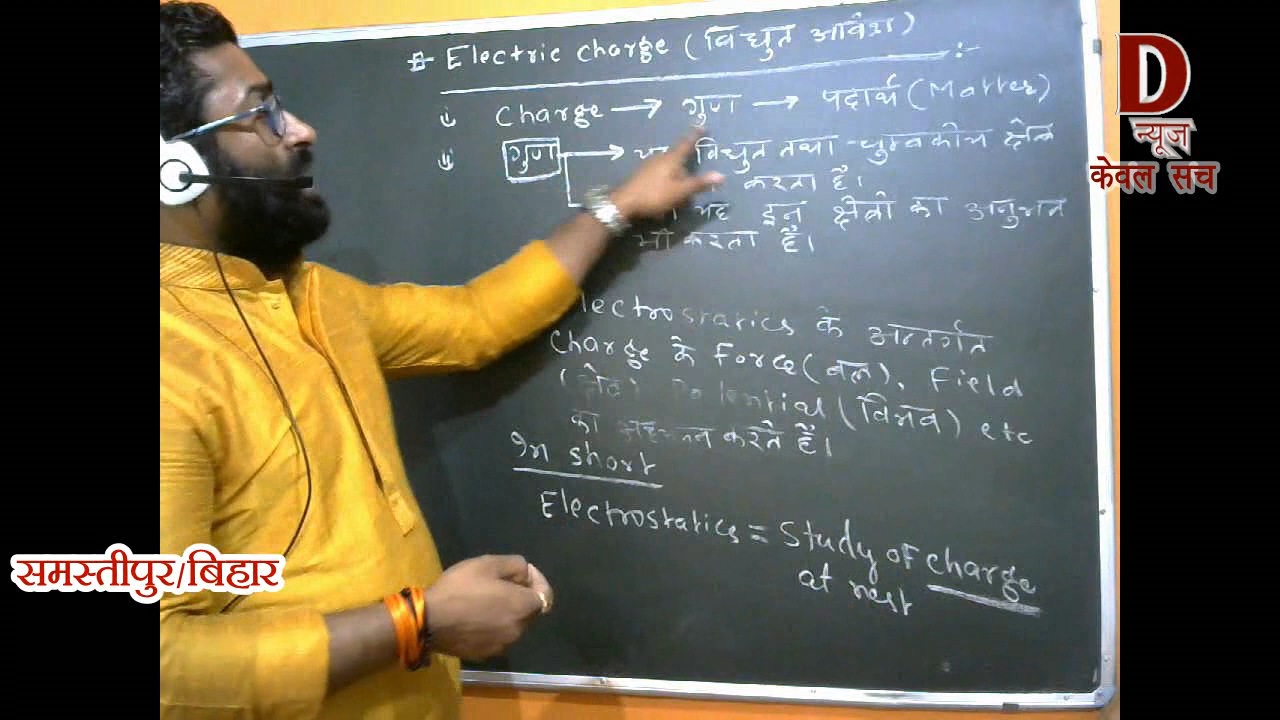 # Electric charge (विद्युत आवेश) :-
i) Charge → गुण → पदार्थ (Matter)
ii) गुण → विद्युत तथा चुम्बकीय क्षेत्र
करता है।
यह इन क्षेत्रों का अनुभव
भी करता है।
Electrostatics के अन्तर्गत
Charge के Force (बल), Field
(क्षेत्र) Potential (विभव) etc
का अध्ययन करते हैं।
In short
Electrostatics = Study of charge
at rest
D
न्यूज
केवल सच
समस्तीपुर/बिहार